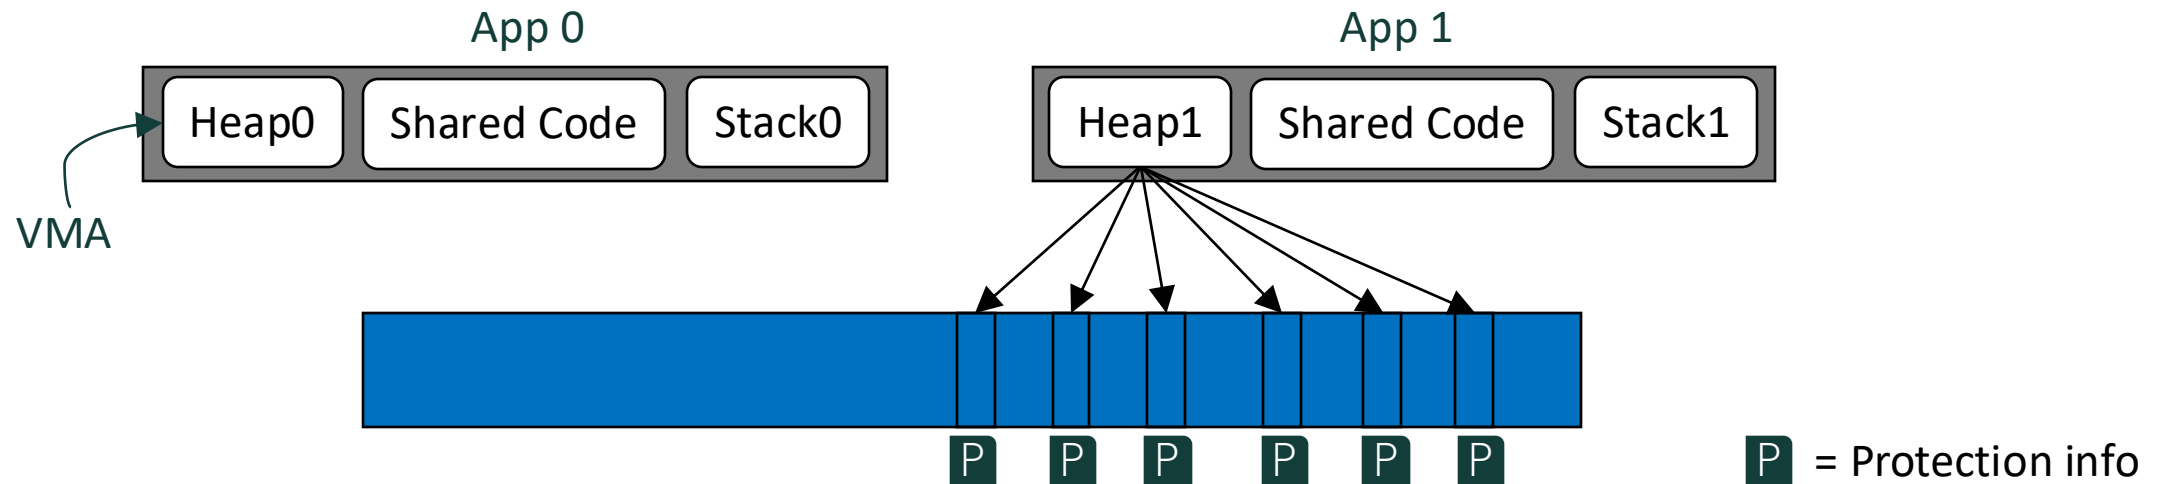 App 0
App 1
Heap0
Shared Code
Stack0
Heap1
Shared Code
Stack1
VMA
P
P
P
P
P
P
P = Protection info